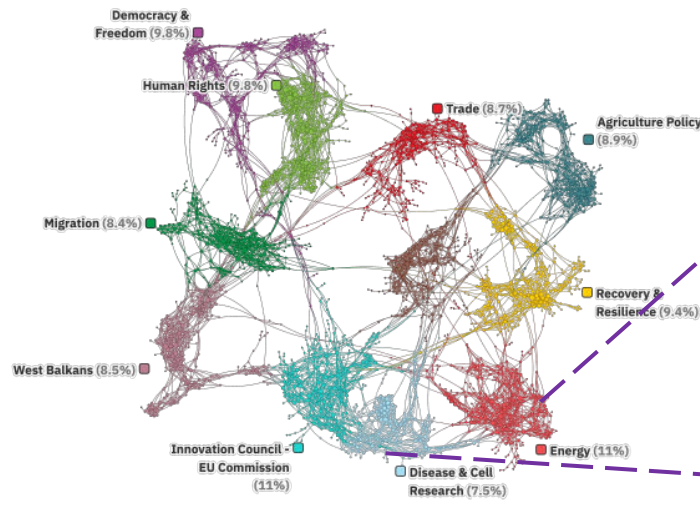 Democracy &
Freedom (9.8%)
Human Rights (9.8%)
Trade (8.7%)
Agriculture Policy
(8.9%)
Migration (8.4%)
Recovery &
Resilience (9.4%)
West Balkans (8.5%)
Innovation Council -
EU Commission
(11%)
Energy (11%)
Disease & Cell
Research (7.5%)